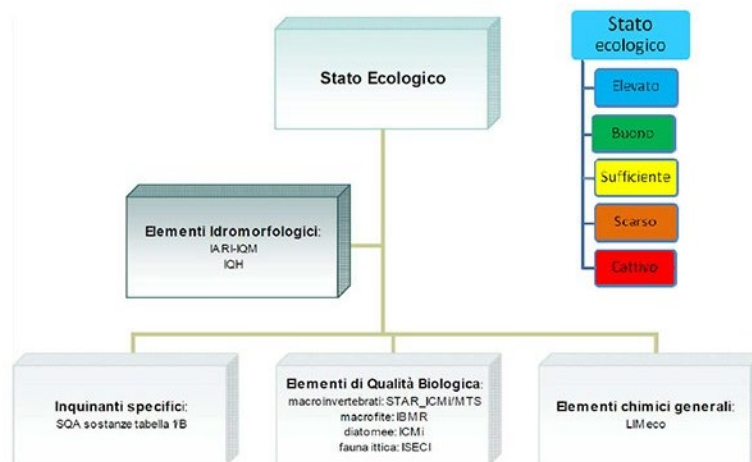 Stato Ecologico
Elementi Idromorfologici:
IARI-IQM
IQH
Inquinanti specifici:
SQA sostanze tabella 1/B
Elementi di Qualità Biologica:
macroinvertebrati: STAR_ICMi/MTS
macrofite: IBMR
diatomee: ICMi
fauna ittica: ISECI
Elementi chimici generali:
LIMeco
Stato
ecologico
Elevato
Buono
Sufficiente
Scarso
Cattivo